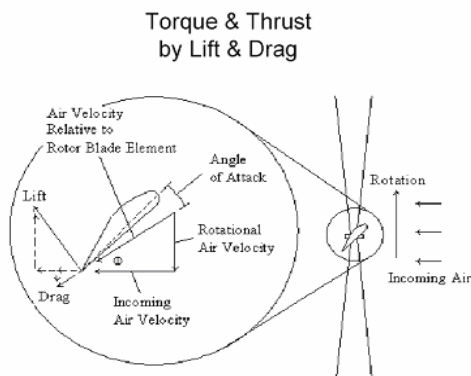 Torque & Thrust
by Lift & Drag
Air Velocity
Relative to
Rotor Blade Element
Angle
of Attack
Lift
Rotation
Rotational
Air Velocity
Φ
Drag
Incoming
Air Velocity
Incoming Air